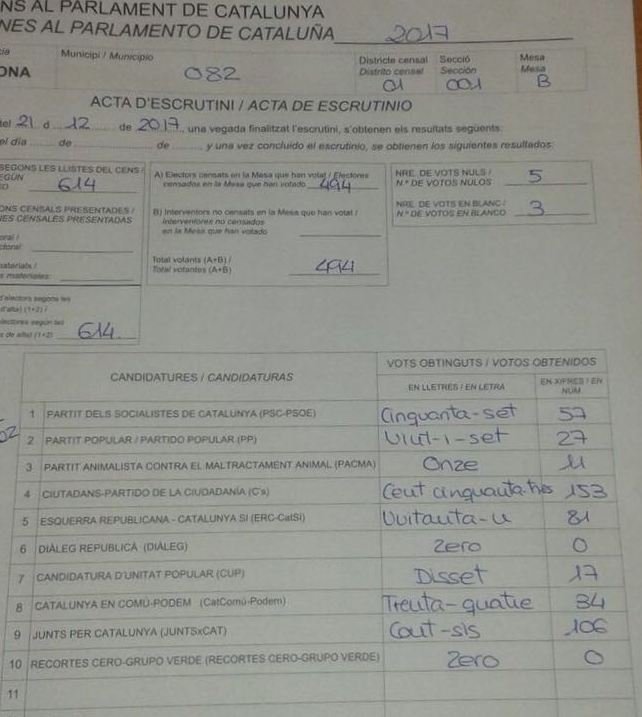 NS AL PARLAMENT DE CATALUNYA
NES AL PARLAMENTO DE CATALUÑA 2017
Municipi / Municipio
082
Districte censal
Distrito censal
01
Secció
Sección
001
Mesa
Mesa
B
ONA
ACTA D'ESCRUTINI / ACTA DE ESCRUTINIO
del 21 d 12 de 2017, una vegada finalitzat l'escrutini, s'obtenen els resultats següents:
el día de de y una vez concluido el escrutinio, se obtienen los siguientes resultados:
SEGONS LES LLISTES DEL CENS /
EGÚN
614
ONS CENSALS PRESENTADES /
NES CENSALES PRESENTADAS
oral /
ctoral
materials /
s materiales:
d'electors segons les
d'alta) (1+2) /
electores según las
s de alta) (1+2) 614
A) Electors censats en la Mesa que han votat / Electores
censados en la Mesa que han votado 494
B) Interventors no censats en la Mesa que han votat /
Interventores no censados
en la Mesa que han votado
Total votants (A+B) /
Total votantes (A+B) 494
NRE. DE VOTS NULS /
N.º DE VOTOS NULOS 5
NRE. DE VOTS EN BLANC /
N.º DE VOTOS EN BLANCO 3
CANDIDATURES / CANDIDATURAS
VOTS OBTINGUTS / VOTOS OBTENIDOS
EN LLETRES / EN LETRA
EN XIFRES / EN
NÚM
1 PARTIT DELS SOCIALISTES DE CATALUNYA (PSC-PSOE) Cinquanta-set 57
2 PARTIT POPULAR / PARTIDO POPULAR (PP) Vint-i-set 27
3 PARTIT ANIMALISTA CONTRA EL MALTRACTAMENT ANIMAL (PACMA) Onze 11
4 CIUTADANS-PARTIDO DE LA CIUDADANÍA (C's) Cent cinquanta-tres 153
5 ESQUERRA REPUBLICANA - CATALUNYA SÍ (ERC-CatSí) Vuitanta-u 81
6 DIÀLEG REPUBLICÀ (DIÀLEG) Zero 0
7 CANDIDATURA D'UNITAT POPULAR (CUP) Disset 17
8 CATALUNYA EN COMÚ-PODEM (CatComú-Podem) Trenta-quatre 34
9 JUNTS PER CATALUNYA (JUNTSxCAT) Cent-sis 106
10 RECORTES CERO-GRUPO VERDE (RECORTES CERO-GRUPO VERDE) Zero 0
11